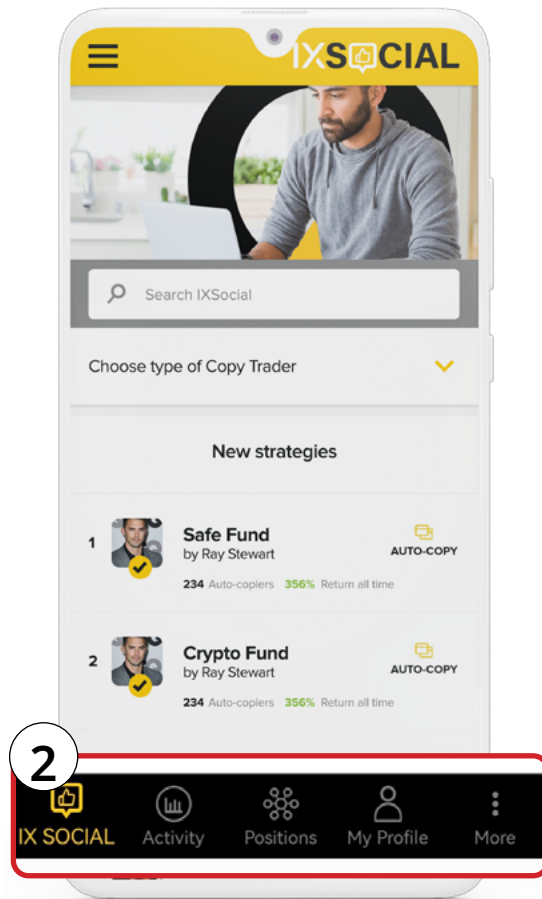 IXSOCIAL
Search IXSocial
Choose type of Copy Trader
New strategies
1
Safe Fund
by Ray Stewart
AUTO-COPY
234 Auto-copiers 356% Return all time
2
Crypto Fund
by Ray Stewart
AUTO-COPY
234 Auto-copiers 356% Return all time
2
IX SOCIAL Activity Positions My Profile More